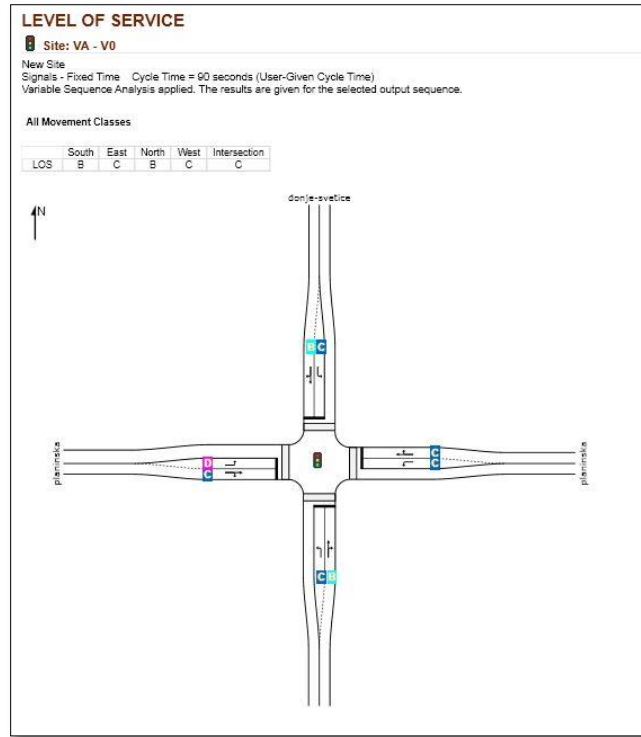 LEVEL OF SERVICE
Site: VA - V0
New Site
Signals - Fixed Time Cycle Time = 90 seconds (User-Given Cycle Time)
Variable Sequence Analysis applied. The results are given for the selected output sequence.
All Movement Classes
South East North West Intersection
LOS B C B C C
N
donje-svetice
B C
planinska
D
C
C
C
planinska
C B